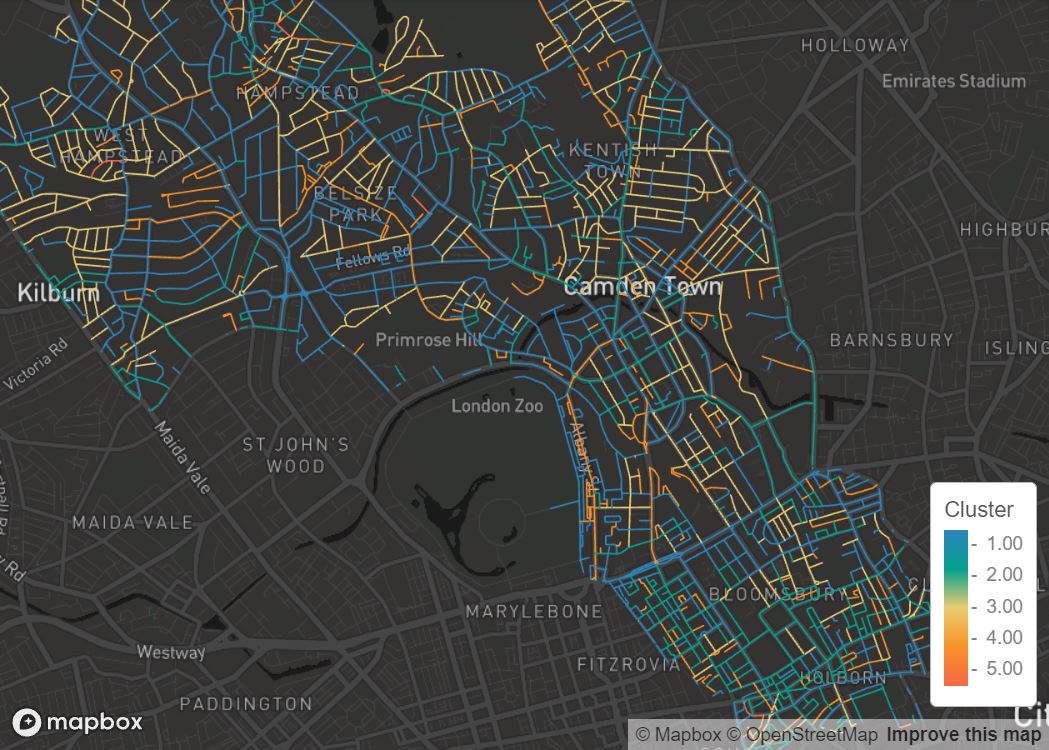 HOLLOWAY
Emirates Stadium
HAMPSTEAD
WEST
HAMPSTEAD
KENTISH
TOWN
BELSIZE
PARK
HIGHBUR
Fellows Rd
Kilburn
Camden Town
Primrose Hill
BARNSBURY
ISLING
Victoria Rd
London Zoo
Maida Vale
ST JOHN'S
WOOD
Albany St
MAIDA VALE
Cluster
1.00
2.00
3.00
4.00
5.00
BLOOMSBURY
MARYLEBONE
Westway
FITZROVIA
HOLBORN
PADDINGTON
mapbox
© Mapbox © OpenStreetMap Improve this map